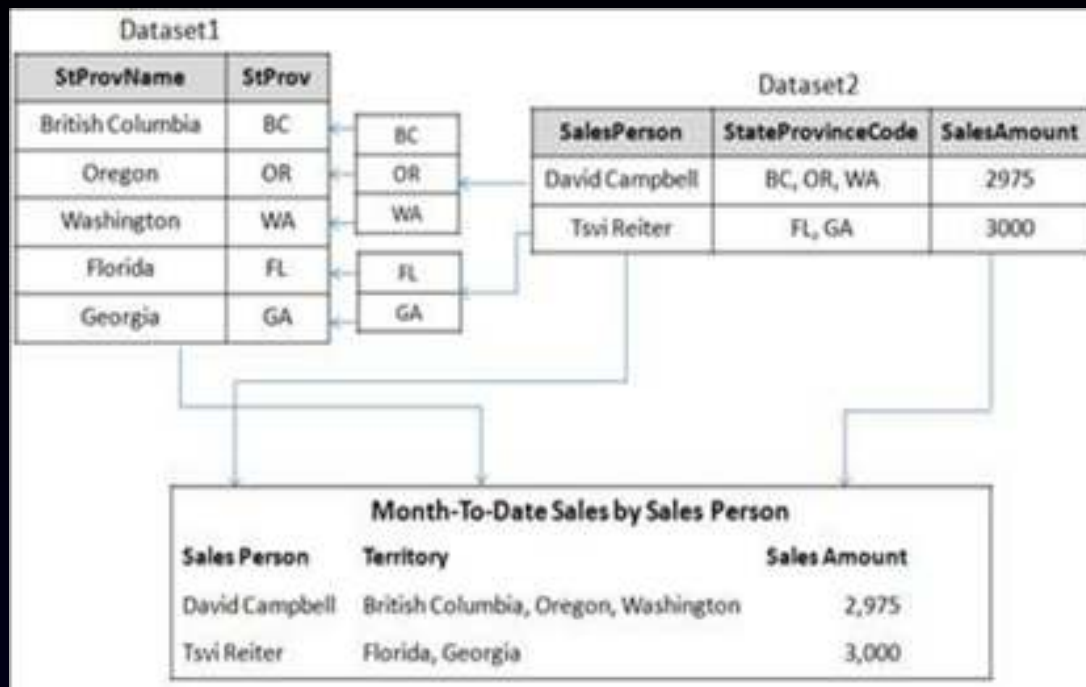 Dataset1
StProvName StProv
British Columbia BC
Oregon OR
Washington WA
Florida FL
Georgia GA
BC
OR
WA
FL
GA
Dataset2
SalesPerson StateProvinceCode SalesAmount
David Campbell BC, OR, WA 2975
Tsvi Reiter FL, GA 3000
Month-To-Date Sales by Sales Person
Sales Person Territory Sales Amount
David Campbell British Columbia, Oregon, Washington 2,975
Tsvi Reiter Florida, Georgia 3,000